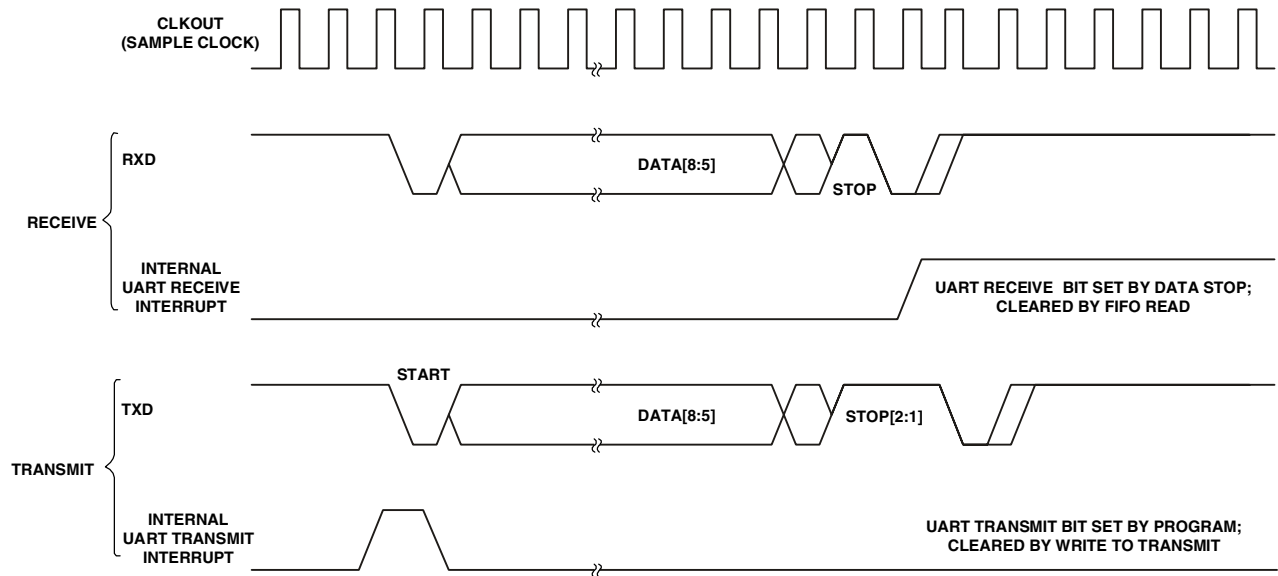 CLKOUT
(SAMPLE CLOCK)
RXD
DATA[8:5]
STOP
RECEIVE
INTERNAL
UART RECEIVE
INTERRUPT
UART RECEIVE BIT SET BY DATA STOP;
CLEARED BY FIFO READ
START
TXD
DATA[8:5]
STOP[2:1]
TRANSMIT
INTERNAL
UART TRANSMIT
INTERRUPT
UART TRANSMIT BIT SET BY PROGRAM;
CLEARED BY WRITE TO TRANSMIT